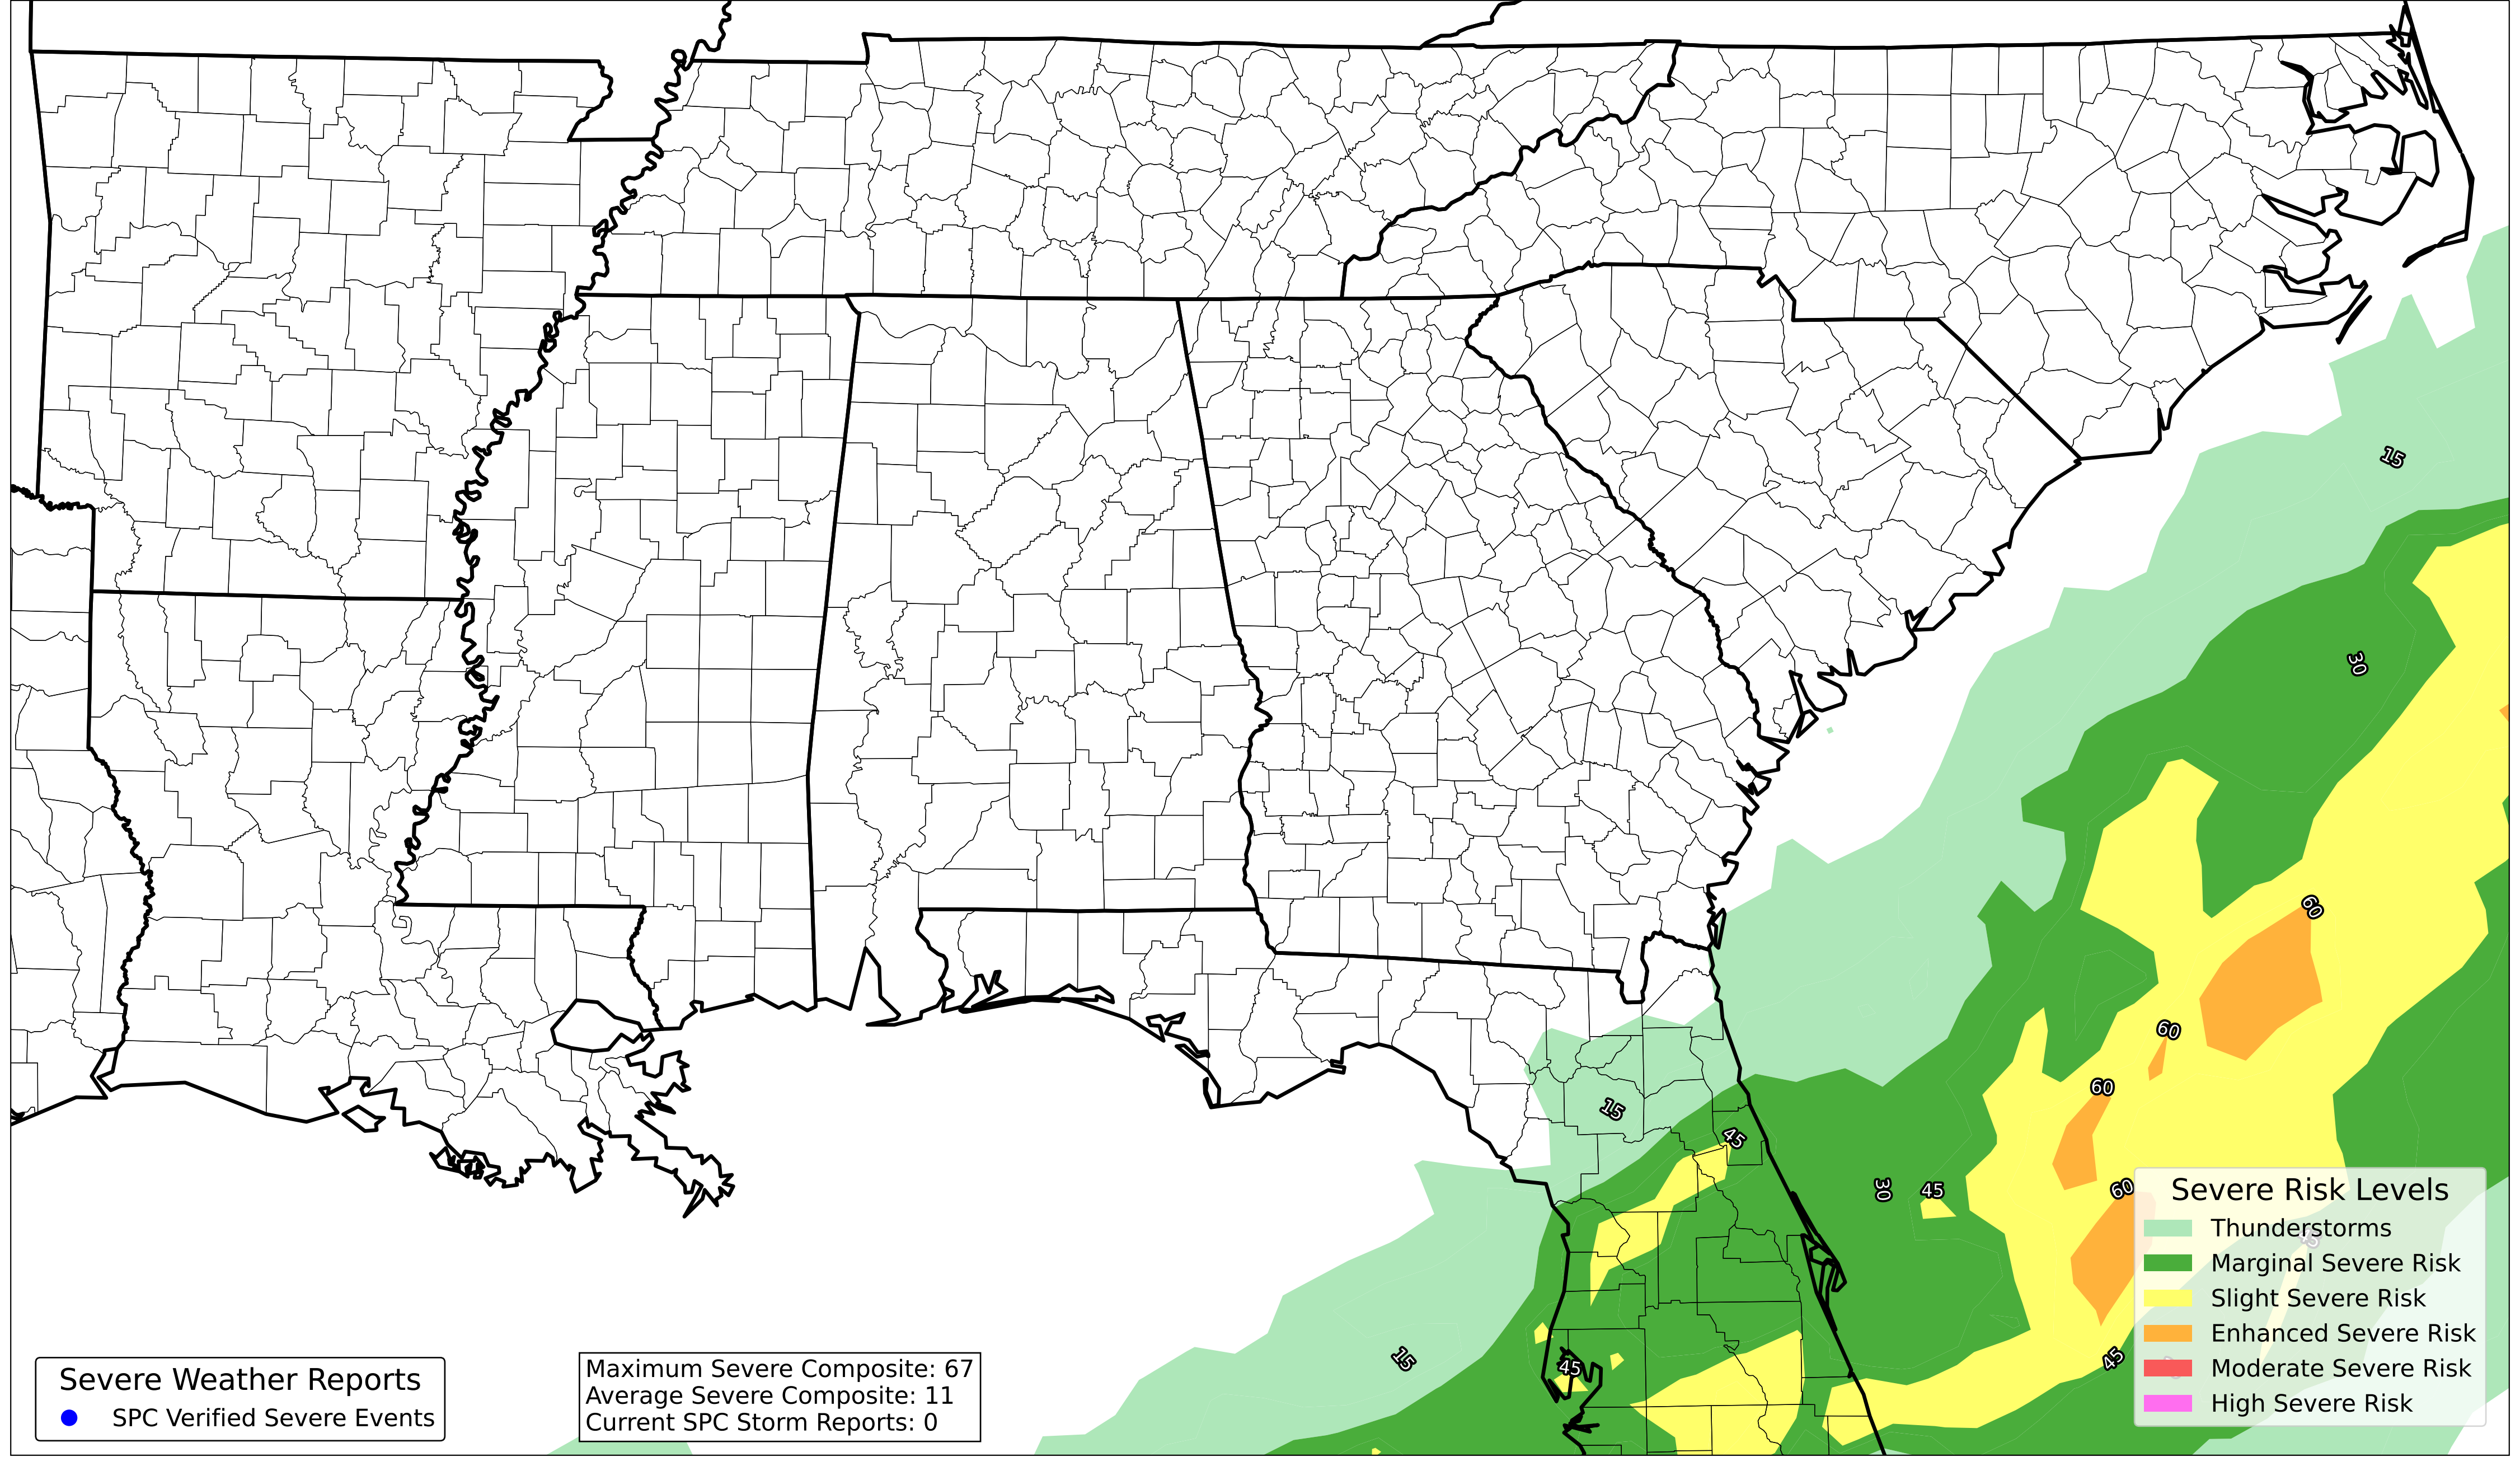 15
30
60
60
45
15
60
30
45
60
45
15
45
Severe Risk Levels
Thunderstorms
Marginal Severe Risk
Slight Severe Risk
Enhanced Severe Risk
Moderate Severe Risk
High Severe Risk
Severe Weather Reports
SPC Verified Severe Events
Maximum Severe Composite: 67
Average Severe Composite: 11
Current SPC Storm Reports: 0